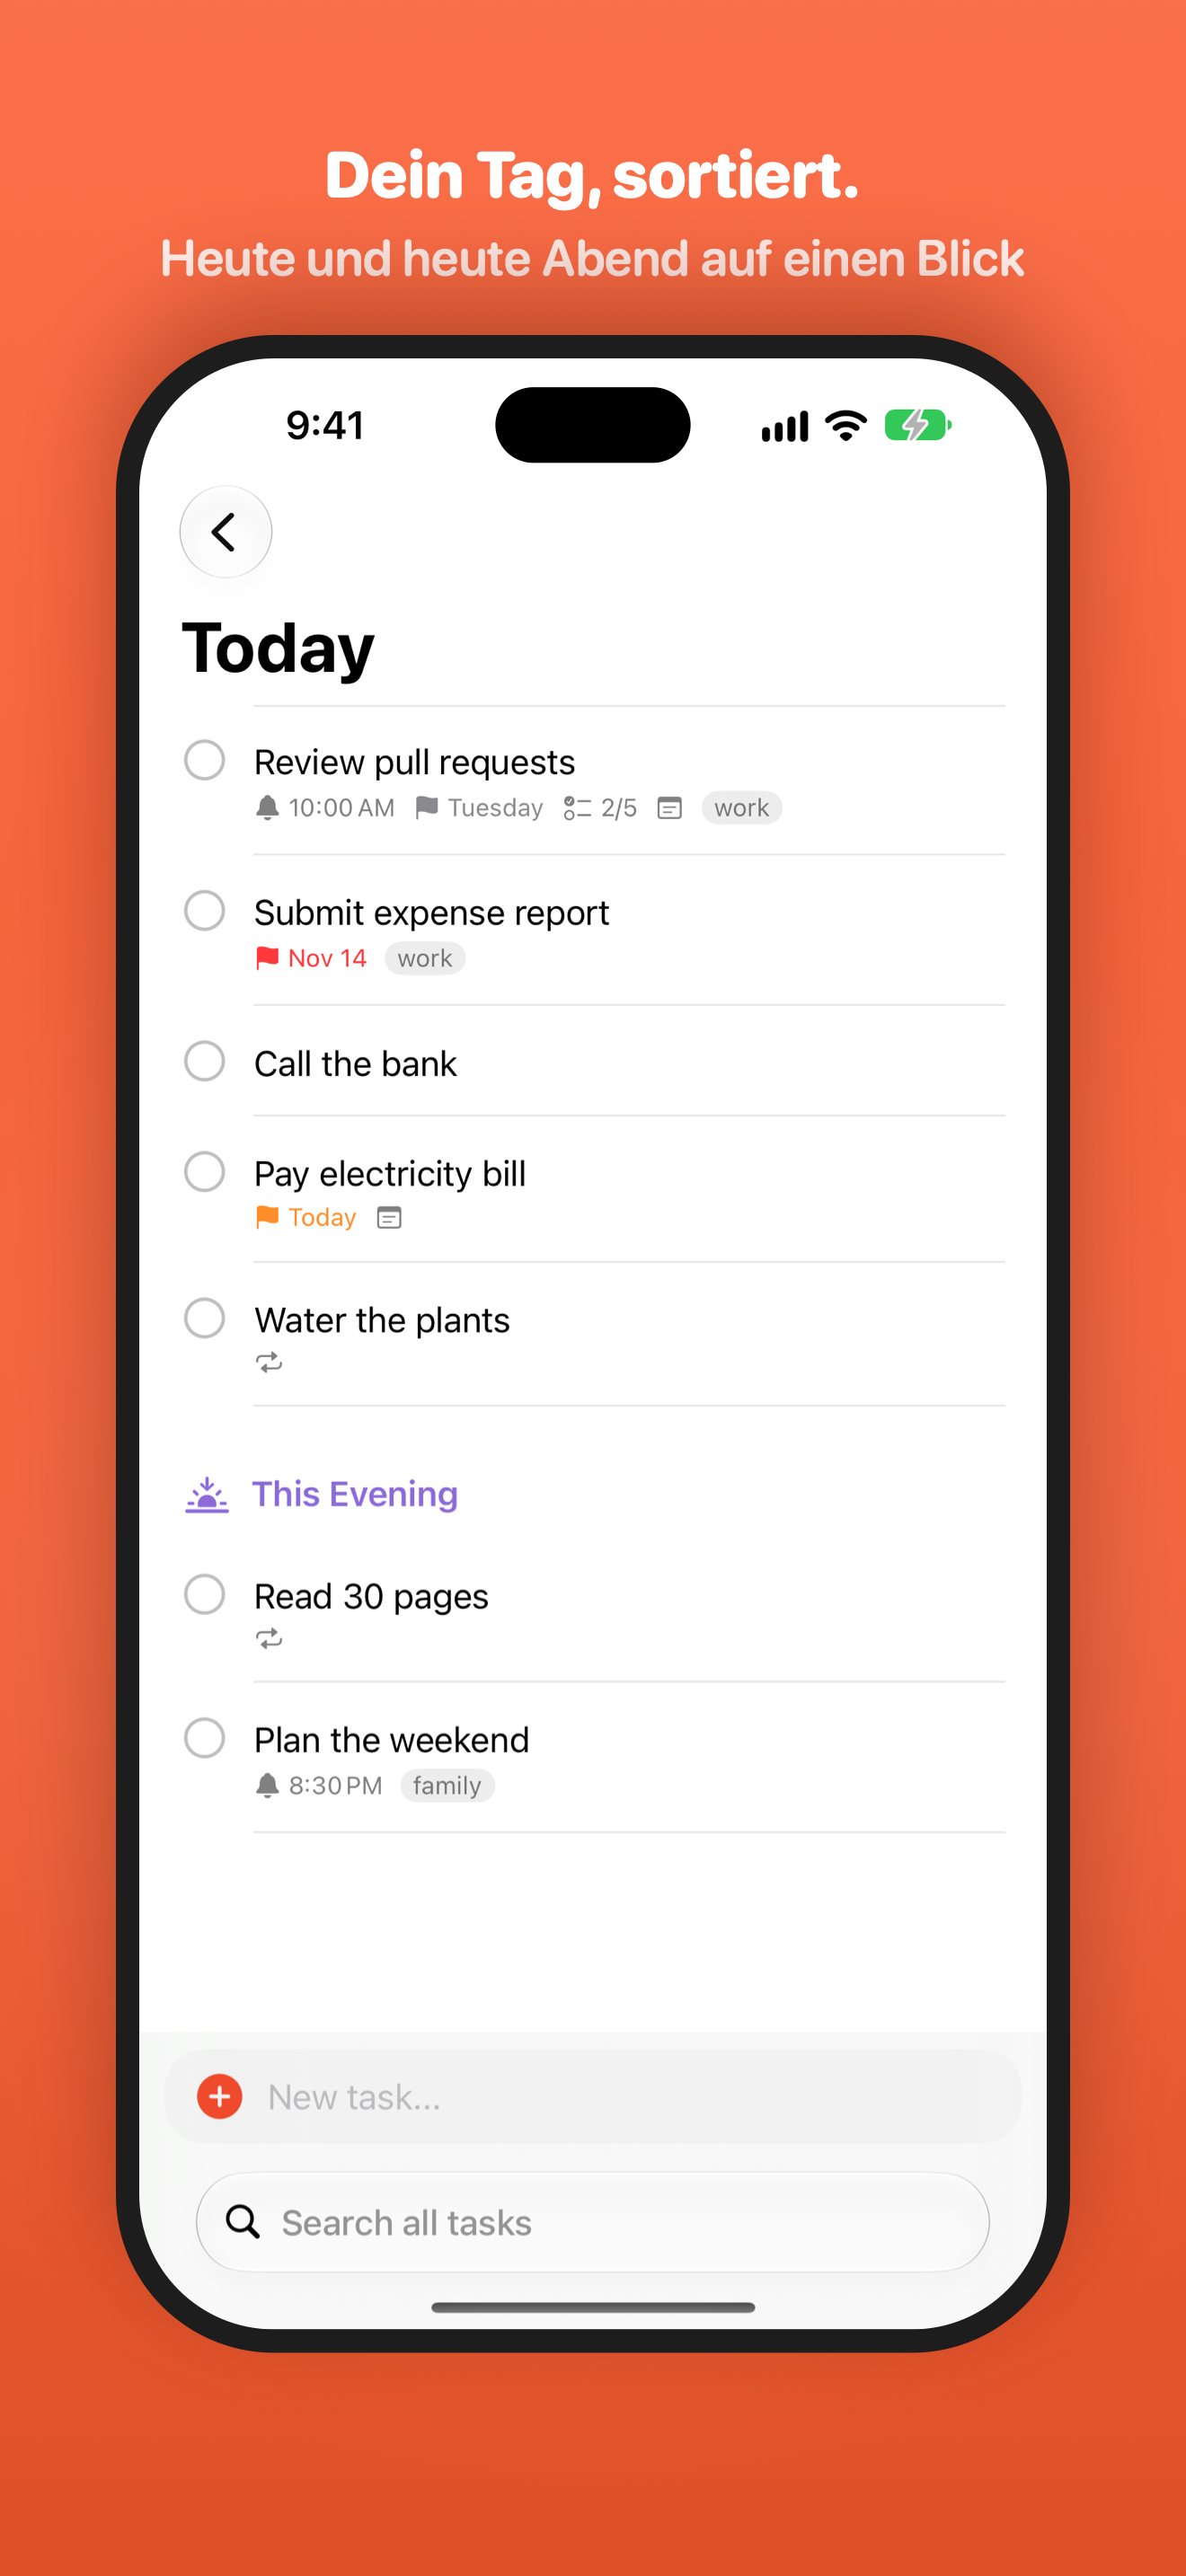 Dein Tag, sortiert.
Heute und heute Abend auf einen Blick
9:41
Today
Review pull requests
10:00 AM Tuesday 2/5 work
Submit expense report
Nov 14 work
Call the bank
Pay electricity bill
Today
Water the plants
This Evening
Read 30 pages
Plan the weekend
8:30 PM family
New task...
Search all tasks